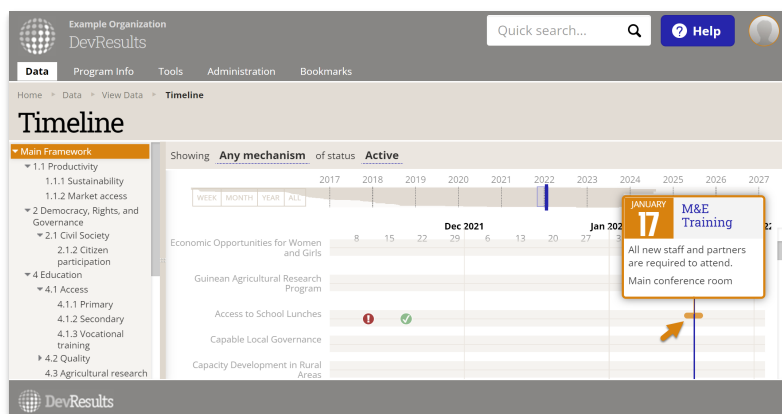 Example Organization
DevResults
Quick search...
Help
Data Program Info Tools Administration Bookmarks
Home Data View Data Timeline
Timeline
Main Framework
1.1 Productivity
1.1.1 Sustainability
1.1.2 Market access
2 Democracy, Rights, and
Governance
2.1 Civil Society
2.1.2 Citizen
participation
4 Education
4.1 Access
4.1.1 Primary
4.1.2 Secondary
4.1.3 Vocational
training
4.2 Quality
4.3 Agricultural research
Showing Any mechanism of status Active
2017 2018 2019 2020 2021 2022 2023 2024 2025 2026 2027
WEEK MONTH YEAR ALL
Dec 2021 Jan 202
8 15 22 29 6 13 20 27
Economic Opportunities for Women
and Girls
Guinean Agricultural Research
Program
Access to School Lunches
Capable Local Governance
Capacity Development in Rural
Areas
JANUARY
17
M&E
Training
All new staff and partners
are required to attend.
Main conference room
DevResults